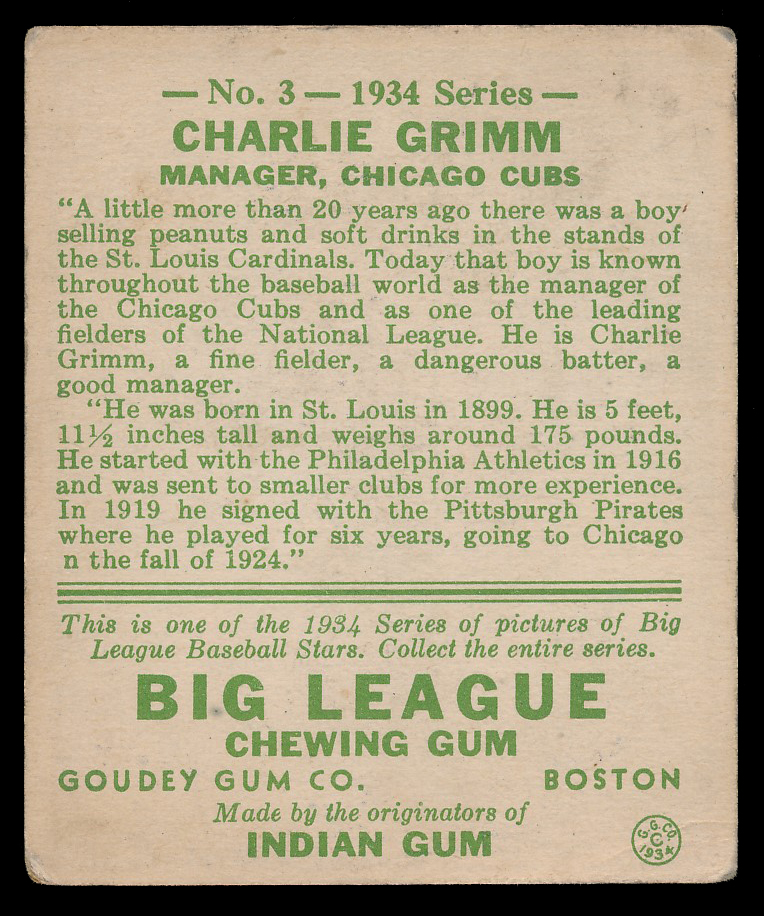 — No. 3 — 1934 Series —
CHARLIE GRIMM
MANAGER, CHICAGO CUBS
“A little more than 20 years ago there was a boy
selling peanuts and soft drinks in the stands of
the St. Louis Cardinals. Today that boy is known
throughout the baseball world as the manager of
the Chicago Cubs and as one of the leading
fielders of the National League. He is Charlie
Grimm, a fine fielder, a dangerous batter, a
good manager.
“He was born in St. Louis in 1899. He is 5 feet,
11½ inches tall and weighs around 175 pounds.
He started with the Philadelphia Athletics in 1916
and was sent to smaller clubs for more experience.
In 1919 he signed with the Pittsburgh Pirates
where he played for six years, going to Chicago
n the fall of 1924.”
This is one of the 1934 Series of pictures of Big
League Baseball Stars. Collect the entire series.
BIG LEAGUE
CHEWING GUM
GOUDEY GUM CO. BOSTON
Made by the originators of
INDIAN GUM
G.G.CO.
©
1934